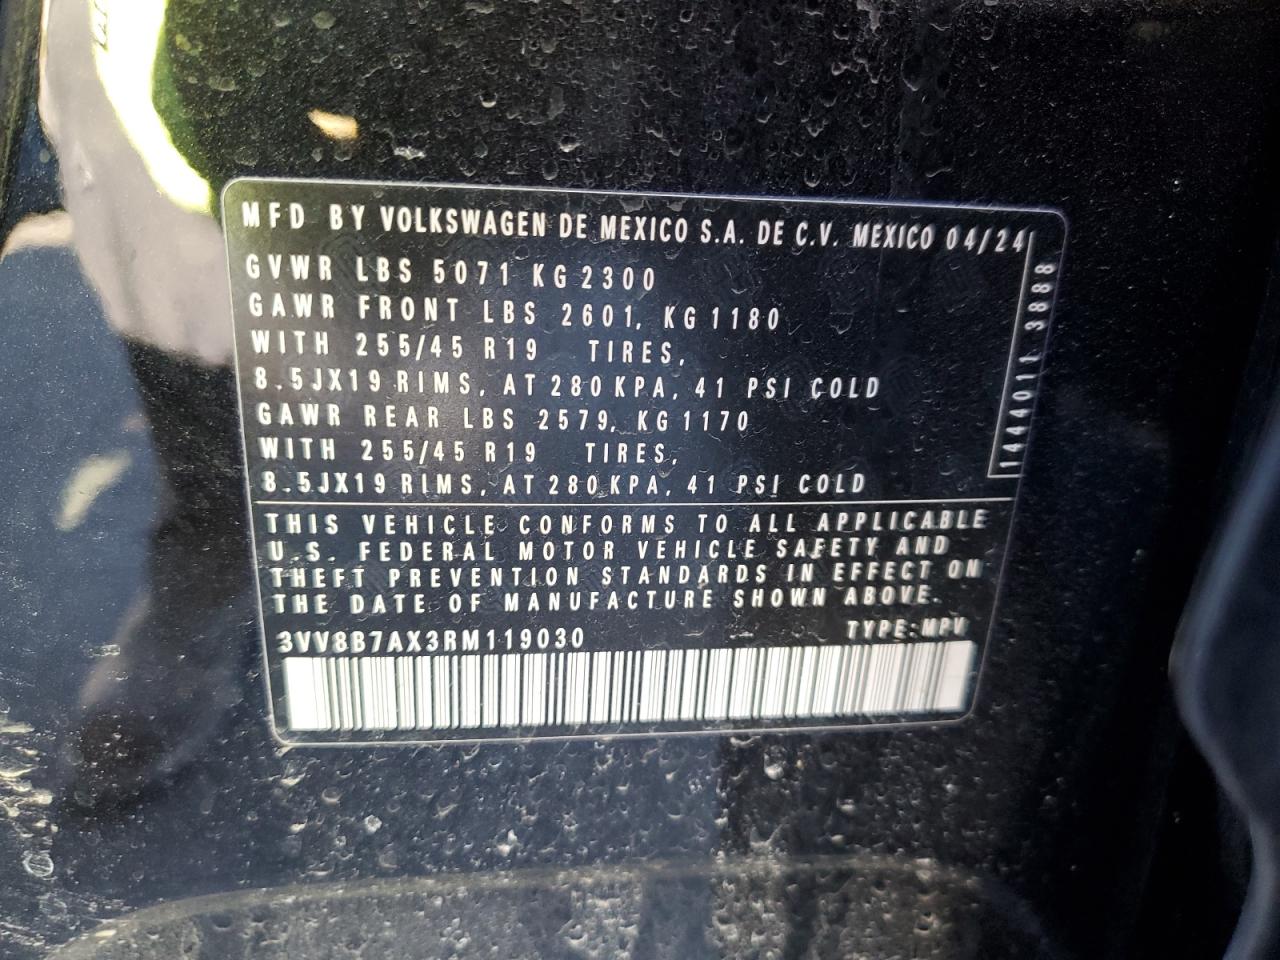 MFD BY VOLKSWAGEN DE MEXICO S.A. DE C.V. MEXICO 04/24
GVWR LBS 5071 KG 2300
GAWR FRONT LBS 2601, KG 1180
WITH 255/45 R19 TIRES,
8.5JX19 RIMS, AT 280 KPA, 41 PSI COLD
GAWR REAR LBS 2579, KG 1170
WITH 255/45 R19 TIRES,
8.5JX19 RIMS, AT 280 KPA, 41 PSI COLD
1444011 3888
THIS VEHICLE CONFORMS TO ALL APPLICABLE
U.S. FEDERAL MOTOR VEHICLE SAFETY AND
THEFT PREVENTION STANDARDS IN EFFECT ON
THE DATE OF MANUFACTURE SHOWN ABOVE.
3VV8B7AX3RM119030 TYPE: MPV